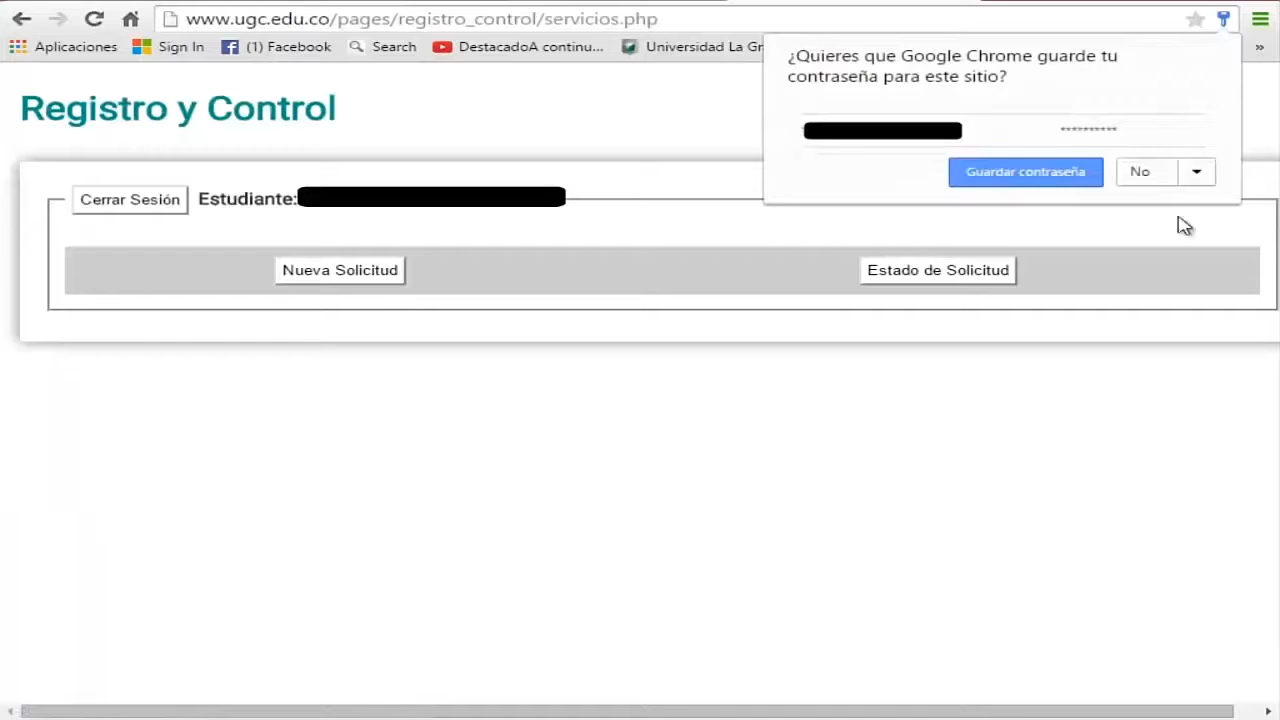 www.ugc.edu.co/pages/registro_control/servicios.php
Aplicaciones Sign In (1) Facebook Search DestacadoA continu... Universidad La Gr »
¿Quieres que Google Chrome guarde tu
contraseña para este sitio?
**********
Guardar contraseña No
Registro y Control
Cerrar Sesión Estudiante:
Nueva Solicitud Estado de Solicitud